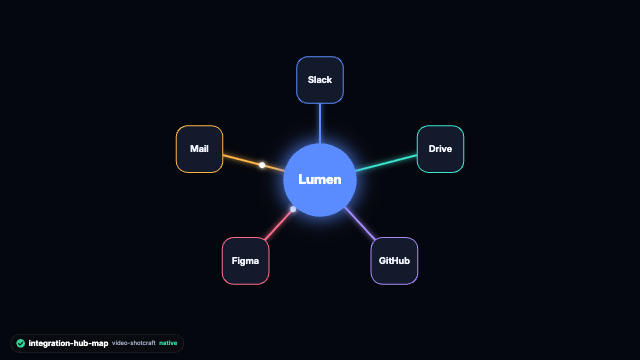 Slack
Mail
Drive
Lumen
Figma
GitHub
integration-hub-map video-shotcraft native